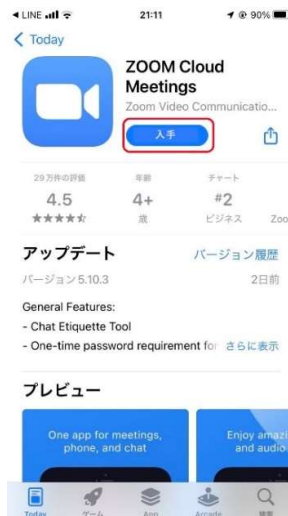 LINE 21:11 90%
Today
ZOOM Cloud
Meetings
Zoom Video Communicatio...
入手
29万件の評価 年齢 チャート
4.5 4+ #2
歳 ビジネス Zoo
アップデート バージョン履歴
バージョン 5.10.3 2日前
General Features:
- Chat Etiquette Tool
- One-time password requirement for さらに表示
プレビュー
One app for meetings, Enjoy amazi
phone, and chat and audio
Today ゲーム App Arcade 検索